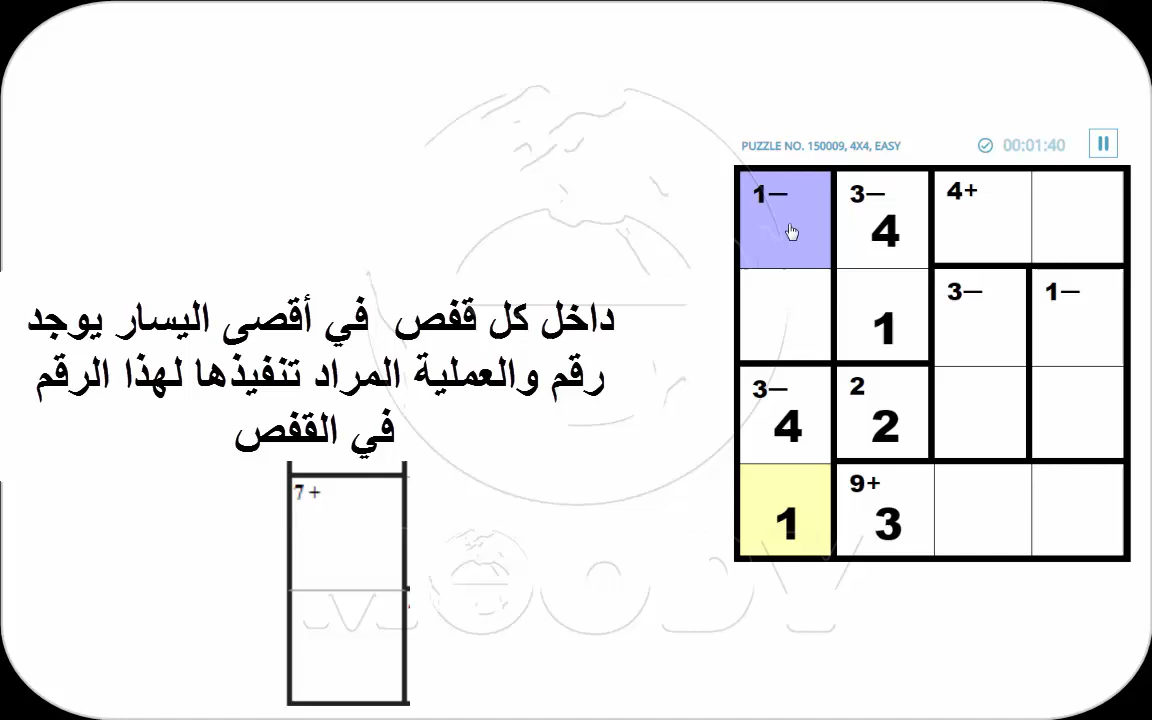 PUZZLE NO. 150009, 4X4, EASY 00:01:40
1− 3− 4+
4
داخل كل قفص في أقصى اليسار يوجد
رقم والعملية المراد تنفيذها لهذا الرقم
في القفص
3− 1−
1
3− 2
4 2
9+
1 3
7 +
MOODY